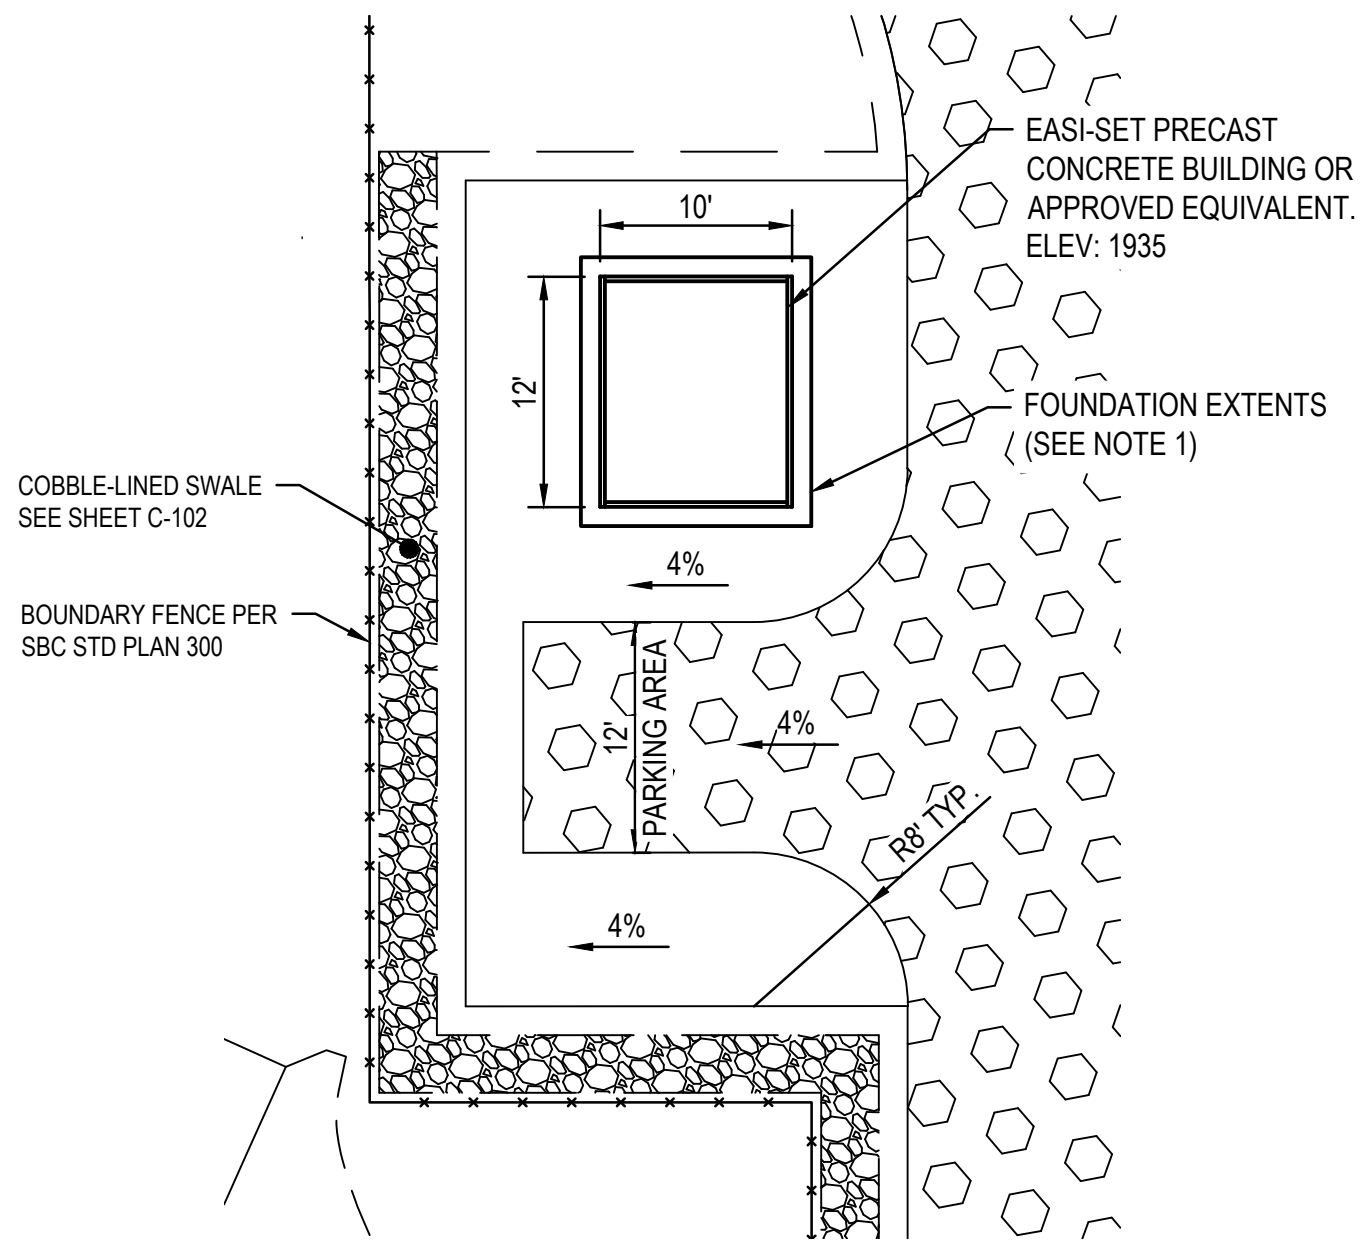 EASI-SET PRECAST
CONCRETE BUILDING OR
APPROVED EQUIVALENT.
ELEV: 1935
10'
12'
FOUNDATION EXTENTS
(SEE NOTE 1)
COBBLE-LINED SWALE
SEE SHEET C-102
4%
BOUNDARY FENCE PER
SBC STD PLAN 300
12'
PARKING AREA
4%
R8' TYP.
4%